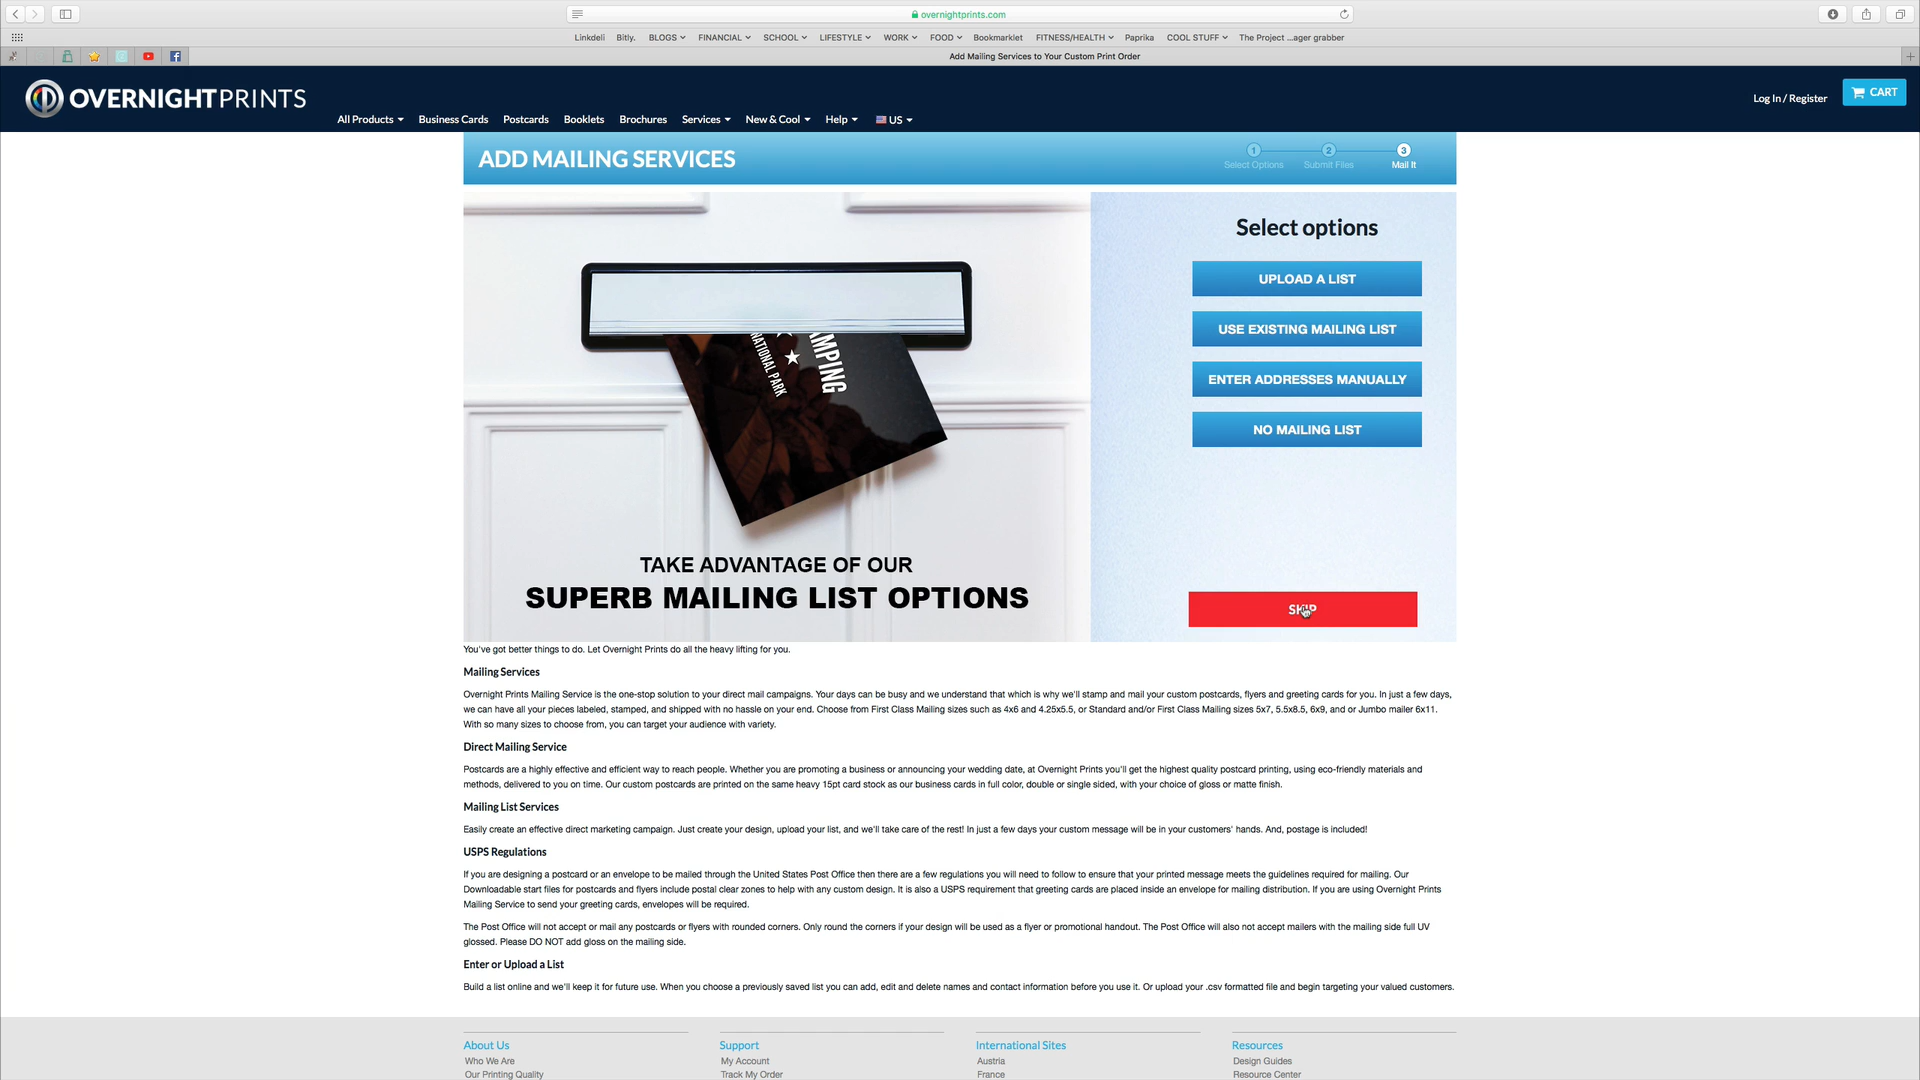 overnightprints.com
Linkdeli Bitly. BLOGS FINANCIAL SCHOOL LIFESTYLE WORK FOOD Bookmarklet FITNESS/HEALTH Paprika COOL STUFF The Project ...ager grabber
Add Mailing Services to Your Custom Print Order
OVERNIGHTPRINTS
Log In / Register
CART
All Products Business Cards Postcards Booklets Brochures Services New & Cool Help US
ADD MAILING SERVICES
1 2 3
Select Options Submit Files Mail It
Select options
UPLOAD A LIST
USE EXISTING MAILING LIST
ENTER ADDRESSES MANUALLY
NO MAILING LIST
AMPING
NATIONAL PARK
TAKE ADVANTAGE OF OUR
SUPERB MAILING LIST OPTIONS
SKIP
You've got better things to do. Let Overnight Prints do all the heavy lifting for you.
Mailing Services
Overnight Prints Mailing Service is the one-stop solution to your direct mail campaigns. Your days can be busy and we understand that which is why we'll stamp and mail your custom postcards, flyers and greeting cards for you. In just a few days,
we can have all your pieces labeled, stamped, and shipped with no hassle on your end. Choose from First Class Mailing sizes such as 4x6 and 4.25x5.5, or Standard and/or First Class Mailing sizes 5x7, 5.5x8.5, 6x9, and or Jumbo mailer 6x11.
With so many sizes to choose from, you can target your audience with variety.
Direct Mailing Service
Postcards are a highly effective and efficient way to reach people. Whether you are promoting a business or announcing your wedding date, at Overnight Prints you'll get the highest quality postcard printing, using eco-friendly materials and
methods, delivered to you on time. Our custom postcards are printed on the same heavy 15pt card stock as our business cards in full color, double or single sided, with your choice of gloss or matte finish.
Mailing List Services
Easily create an effective direct marketing campaign. Just create your design, upload your list, and we'll take care of the rest! In just a few days your custom message will be in your customers' hands. And, postage is included!
USPS Regulations
If you are designing a postcard or an envelope to be mailed through the United States Post Office then there are a few regulations you will need to follow to ensure that your printed message meets the guidelines required for mailing. Our
Downloadable start files for postcards and flyers include postal clear zones to help with any custom design. It is also a USPS requirement that greeting cards are placed inside an envelope for mailing distribution. If you are using Overnight Prints
Mailing Service to send your greeting cards, envelopes will be required.
The Post Office will not accept or mail any postcards or flyers with rounded corners. Only round the corners if your design will be used as a flyer or promotional handout. The Post Office will also not accept mailers with the mailing side full UV
glossed. Please DO NOT add gloss on the mailing side.
Enter or Upload a List
Build a list online and we'll keep it for future use. When you choose a previously saved list you can add, edit and delete names and contact information before you use it. Or upload your .csv formatted file and begin targeting your valued customers.
About Us Support International Sites Resources
Who We Are My Account Austria Design Guides
Our Printing Quality Track My Order France Resource Center